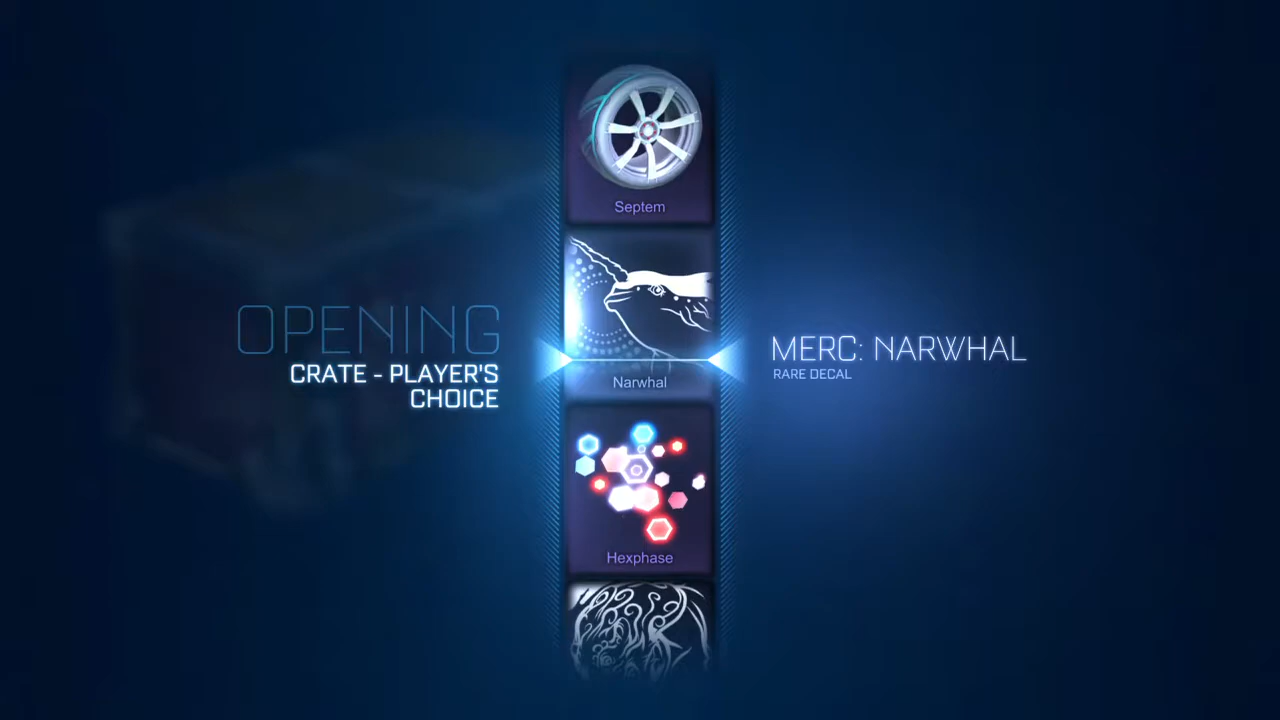 Septem
OPENING
CRATE - PLAYER'S
CHOICE
Narwhal
MERC: NARWHAL
RARE DECAL
Hexphase